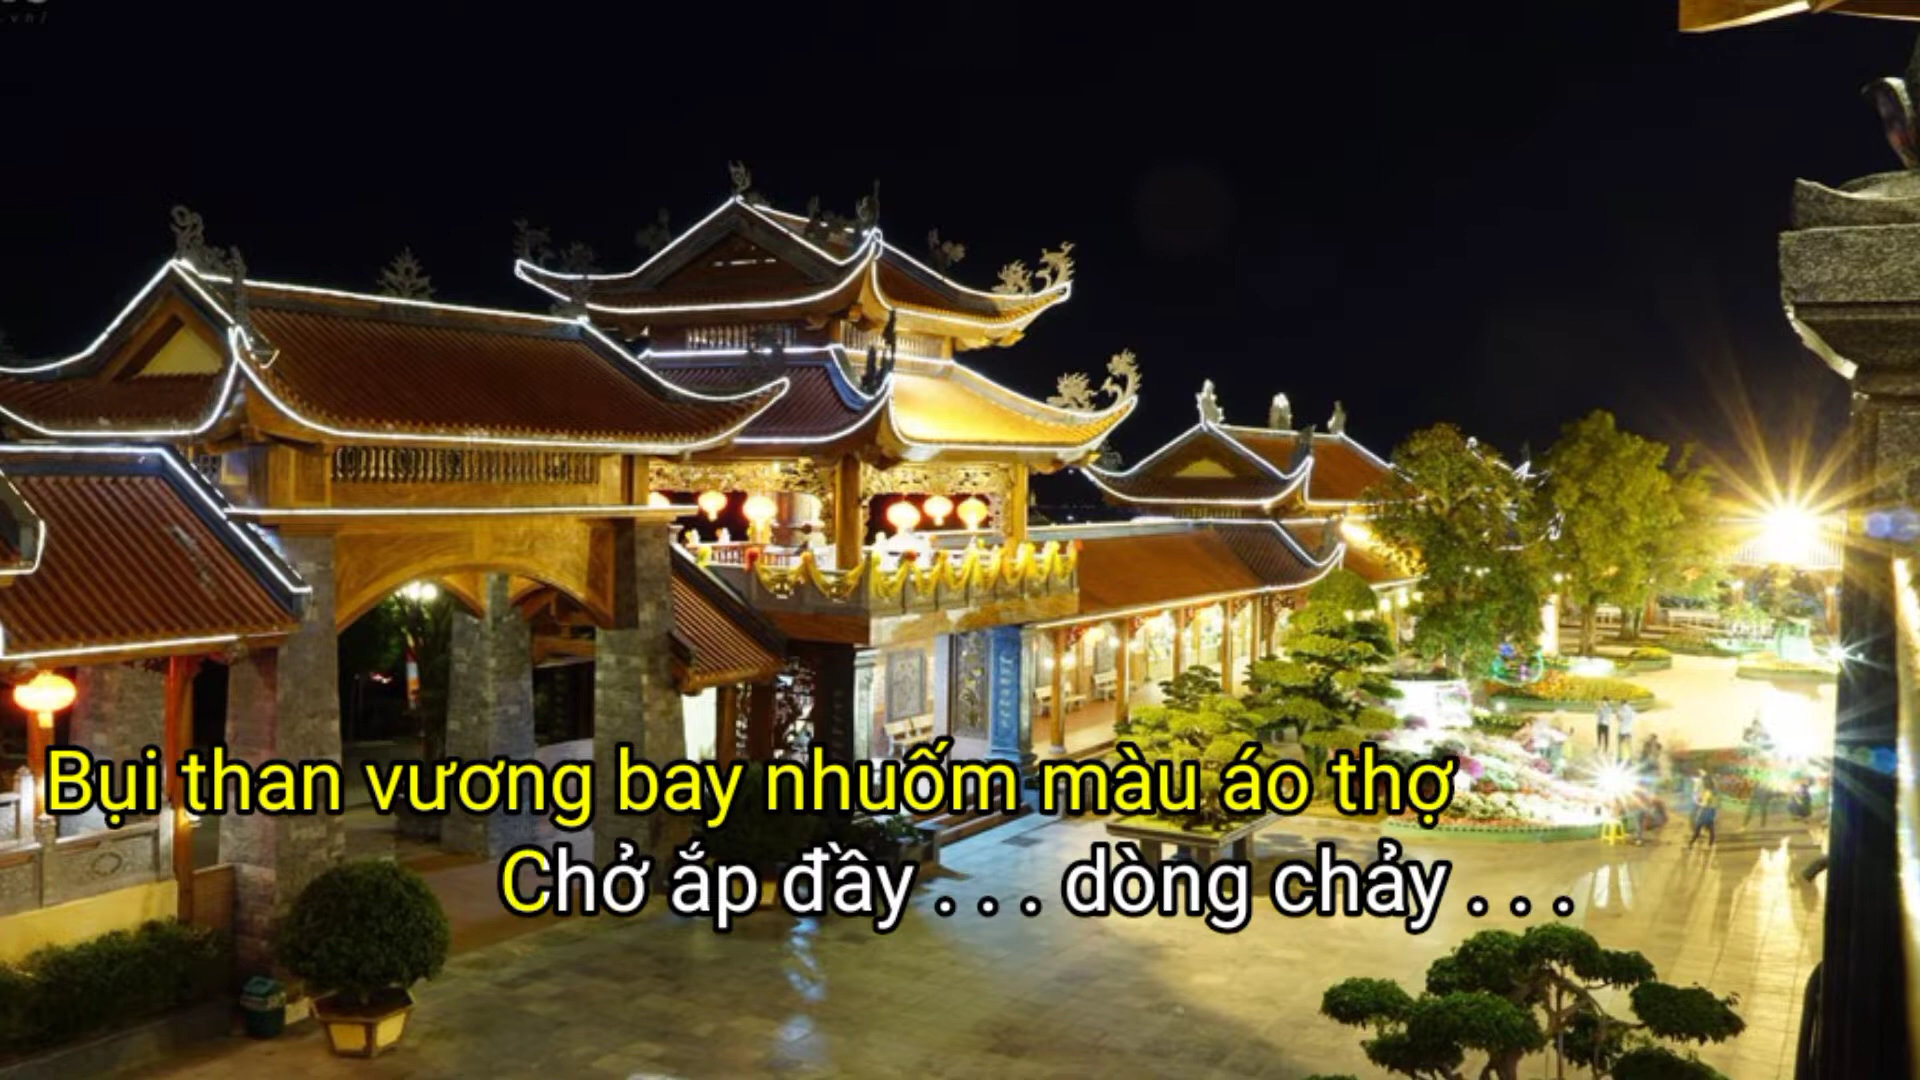 Bụi than vương bay nhuốm màu áo thợ
Chở ắp đầy . . . dòng chảy . . .